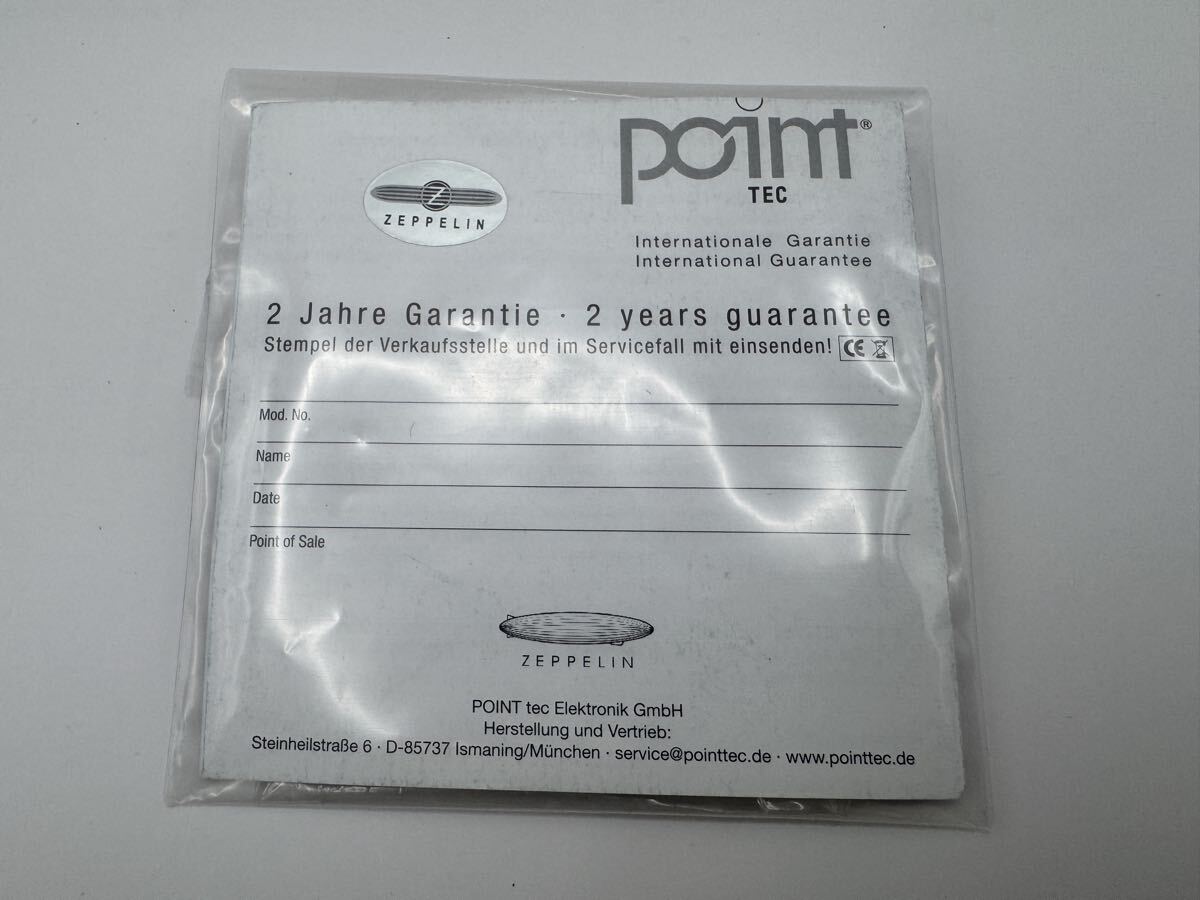 point®
TEC
Z
ZEPPELIN
Internationale Garantie
International Guarantee
2 Jahre Garantie · 2 years guarantee
Stempel der Verkaufsstelle und im Servicefall mit einsenden! CE
Mod. No.
Name
Date
Point of Sale
ZEPPELIN
POINT tec Elektronik GmbH
Herstellung und Vertrieb:
Steinheilstraße 6 · D-85737 Ismaning/München · service@pointtec.de · www.pointtec.de